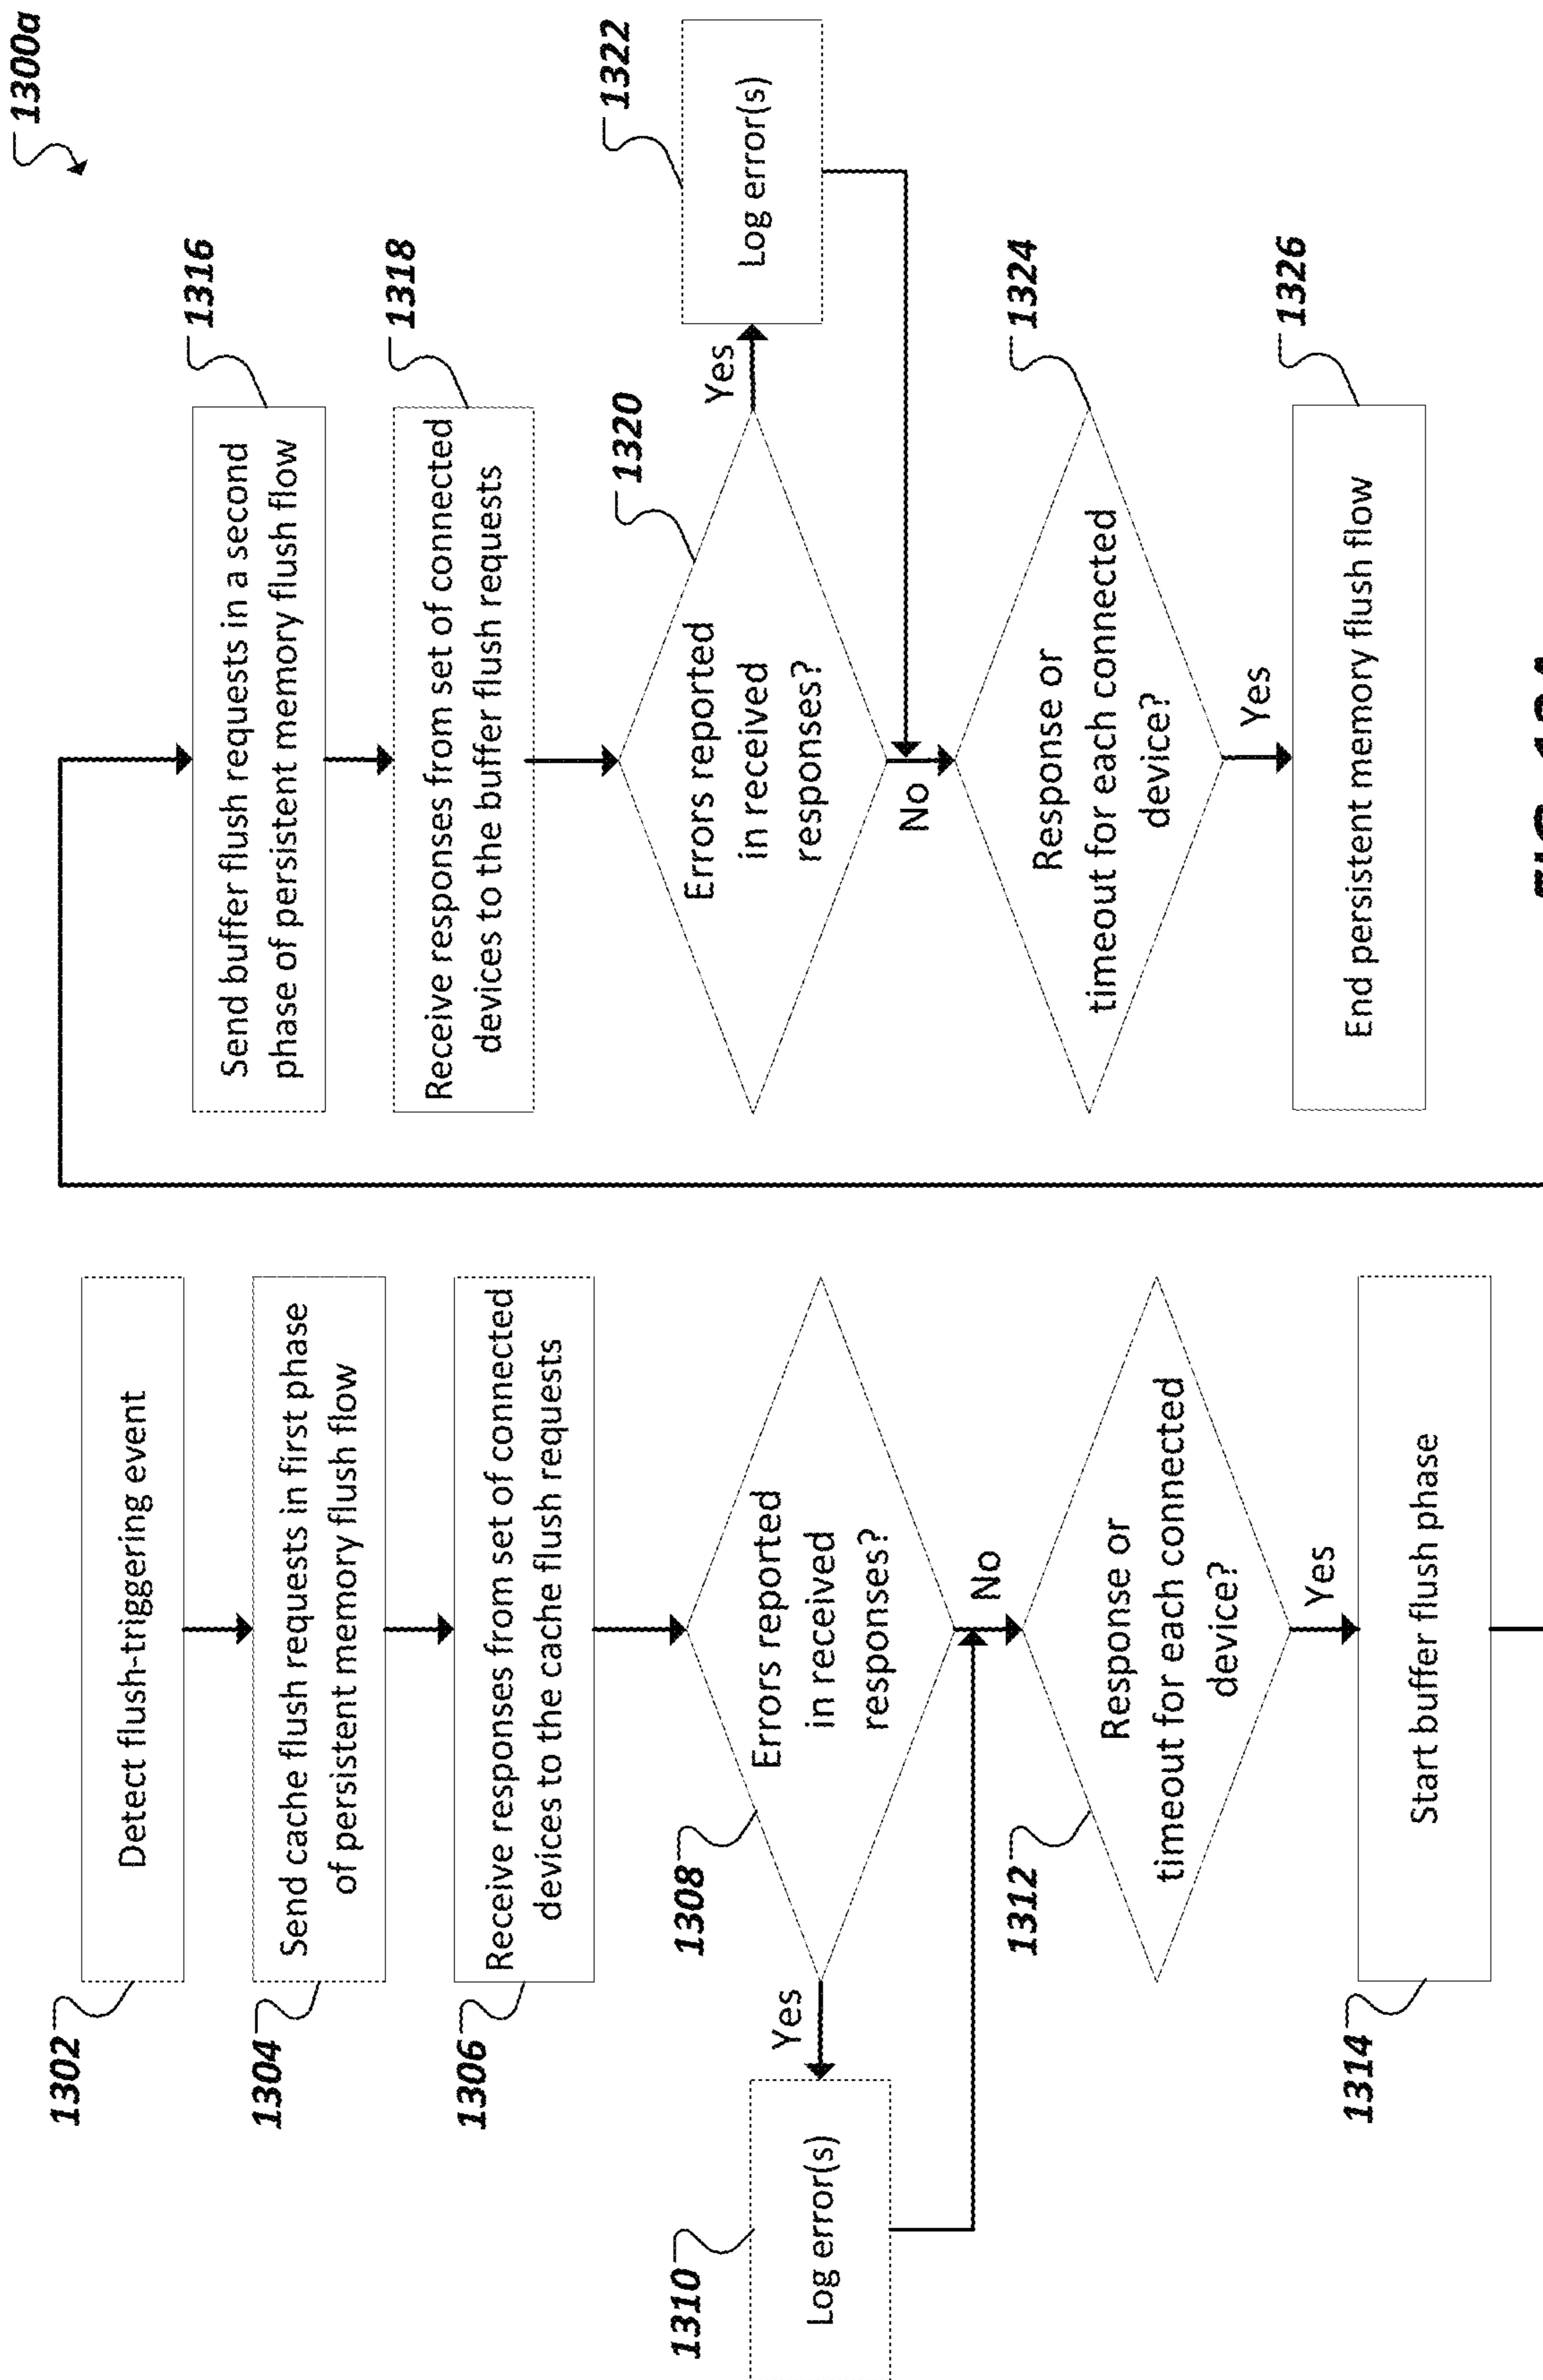 1300a
1302
Detect flush-triggering event
1304
Send cache flush requests in first phase
of persistent memory flush flow
1306
Receive responses from set of connected
devices to the cache flush requests
1308
Errors reported
in received
responses?
Yes
1310
Log error(s)
No
1312
Response or
timeout for each connected
device?
Yes
1314
Start buffer flush phase
1316
Send buffer flush requests in a second
phase of persistent memory flush flow
1318
Receive responses from set of connected
devices to the buffer flush requests
1320
Errors reported
in received
responses?
Yes
1322
Log error(s)
No
1324
Response or
timeout for each connected
device?
Yes
1326
End persistent memory flush flow